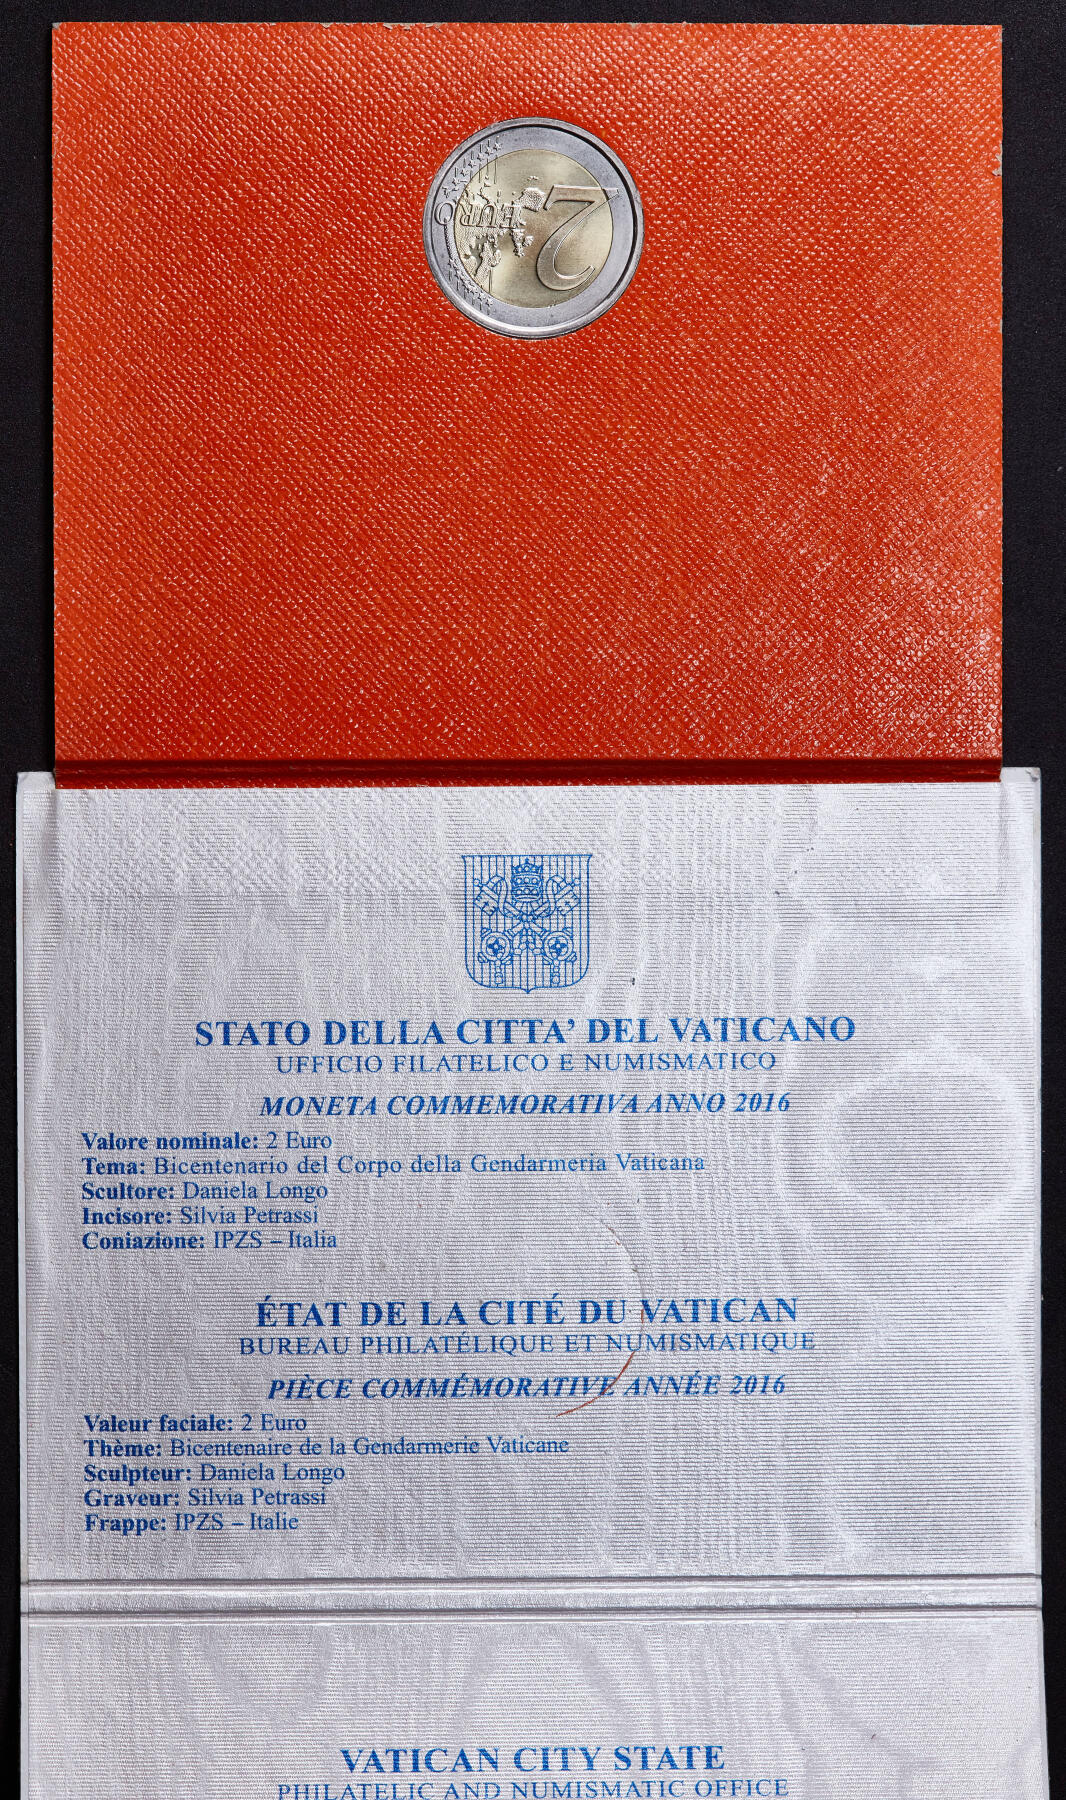 2 EURO
STATO DELLA CITTA’ DEL VATICANO
UFFICIO FILATELICO E NUMISMATICO
MONETA COMMEMORATIVA ANNO 2016
Valore nominale: 2 Euro
Tema: Bicentenario del Corpo della Gendarmeria Vaticana
Scultore: Daniela Longo
Incisore: Silvia Petrassi
Coniazione: IPZS – Italia
ÉTAT DE LA CITÉ DU VATICAN
BUREAU PHILATÉLIQUE ET NUMISMATIQUE
PIÈCE COMMÉMORATIVE ANNÉE 2016
Valeur faciale: 2 Euro
Thème: Bicentenaire de la Gendarmerie Vaticane
Sculpteur: Daniela Longo
Graveur: Silvia Petrassi
Frappe: IPZS – Italie
VATICAN CITY STATE
PHILATELIC AND NUMISMATIC OFFICE